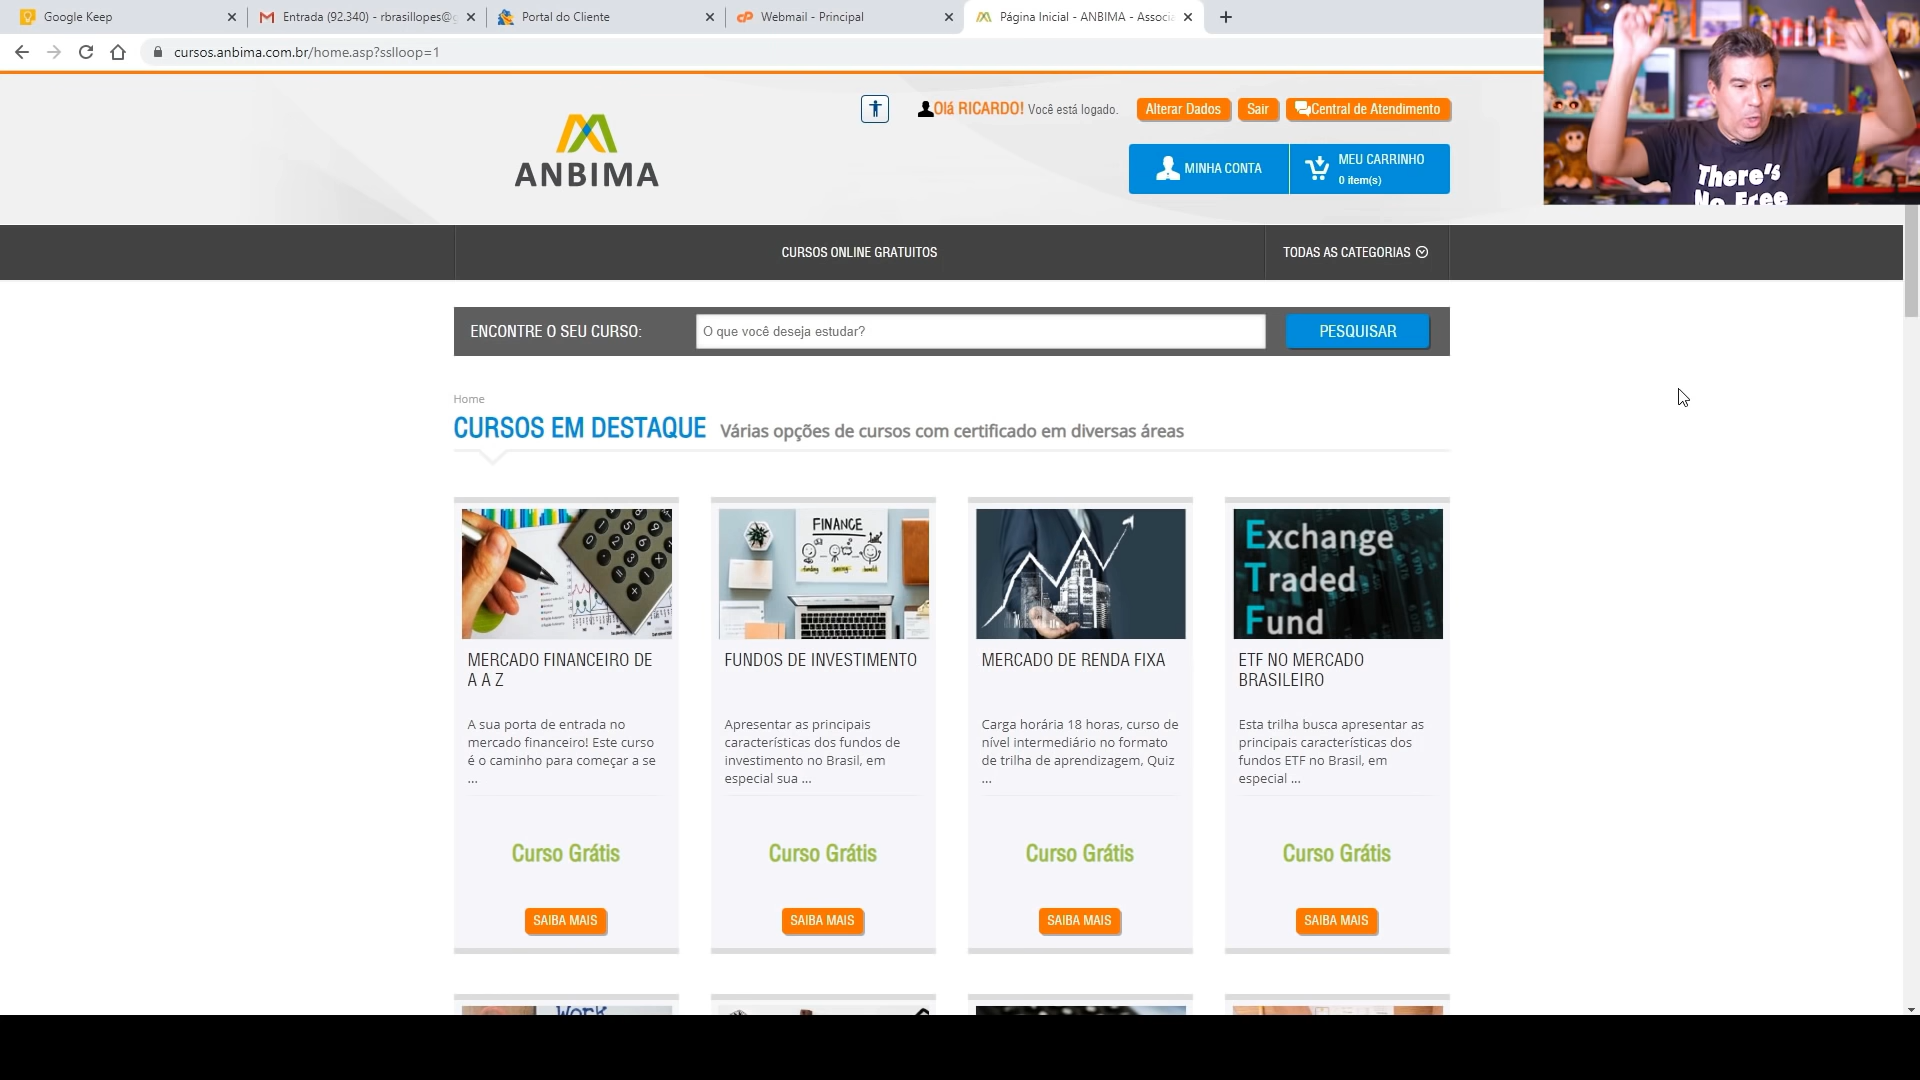 Google Keep
Entrada (92.340) - rbrasillopes@g
Portal do Cliente
Webmail - Principal
Página Inicial - ANBIMA - Associa
cursos.anbima.com.br/home.asp?sslloop=1
There's
No Free
Olá RICARDO! Você está logado.
Alterar Dados
Sair
Central de Atendimento
ANBIMA
MINHA CONTA
MEU CARRINHO
0 item(s)
CURSOS ONLINE GRATUITOS
TODAS AS CATEGORIAS
ENCONTRE O SEU CURSO:
O que você deseja estudar?
PESQUISAR
Home
CURSOS EM DESTAQUE Várias opções de cursos com certificado em diversas áreas
MERCADO FINANCEIRO DE
A A Z
A sua porta de entrada no
mercado financeiro! Este curso
é o caminho para começar a se
...
Curso Grátis
SAIBA MAIS
FINANCE
FUNDOS DE INVESTIMENTO
Apresentar as principais
características dos fundos de
investimento no Brasil, em
especial sua ...
Curso Grátis
SAIBA MAIS
MERCADO DE RENDA FIXA
Carga horária 18 horas, curso de
nível intermediário no formato
de trilha de aprendizagem, Quiz
...
Curso Grátis
SAIBA MAIS
Exchange
Traded
Fund
ETF NO MERCADO
BRASILEIRO
Esta trilha busca apresentar as
principais características dos
fundos ETF no Brasil, em
especial ...
Curso Grátis
SAIBA MAIS
Work